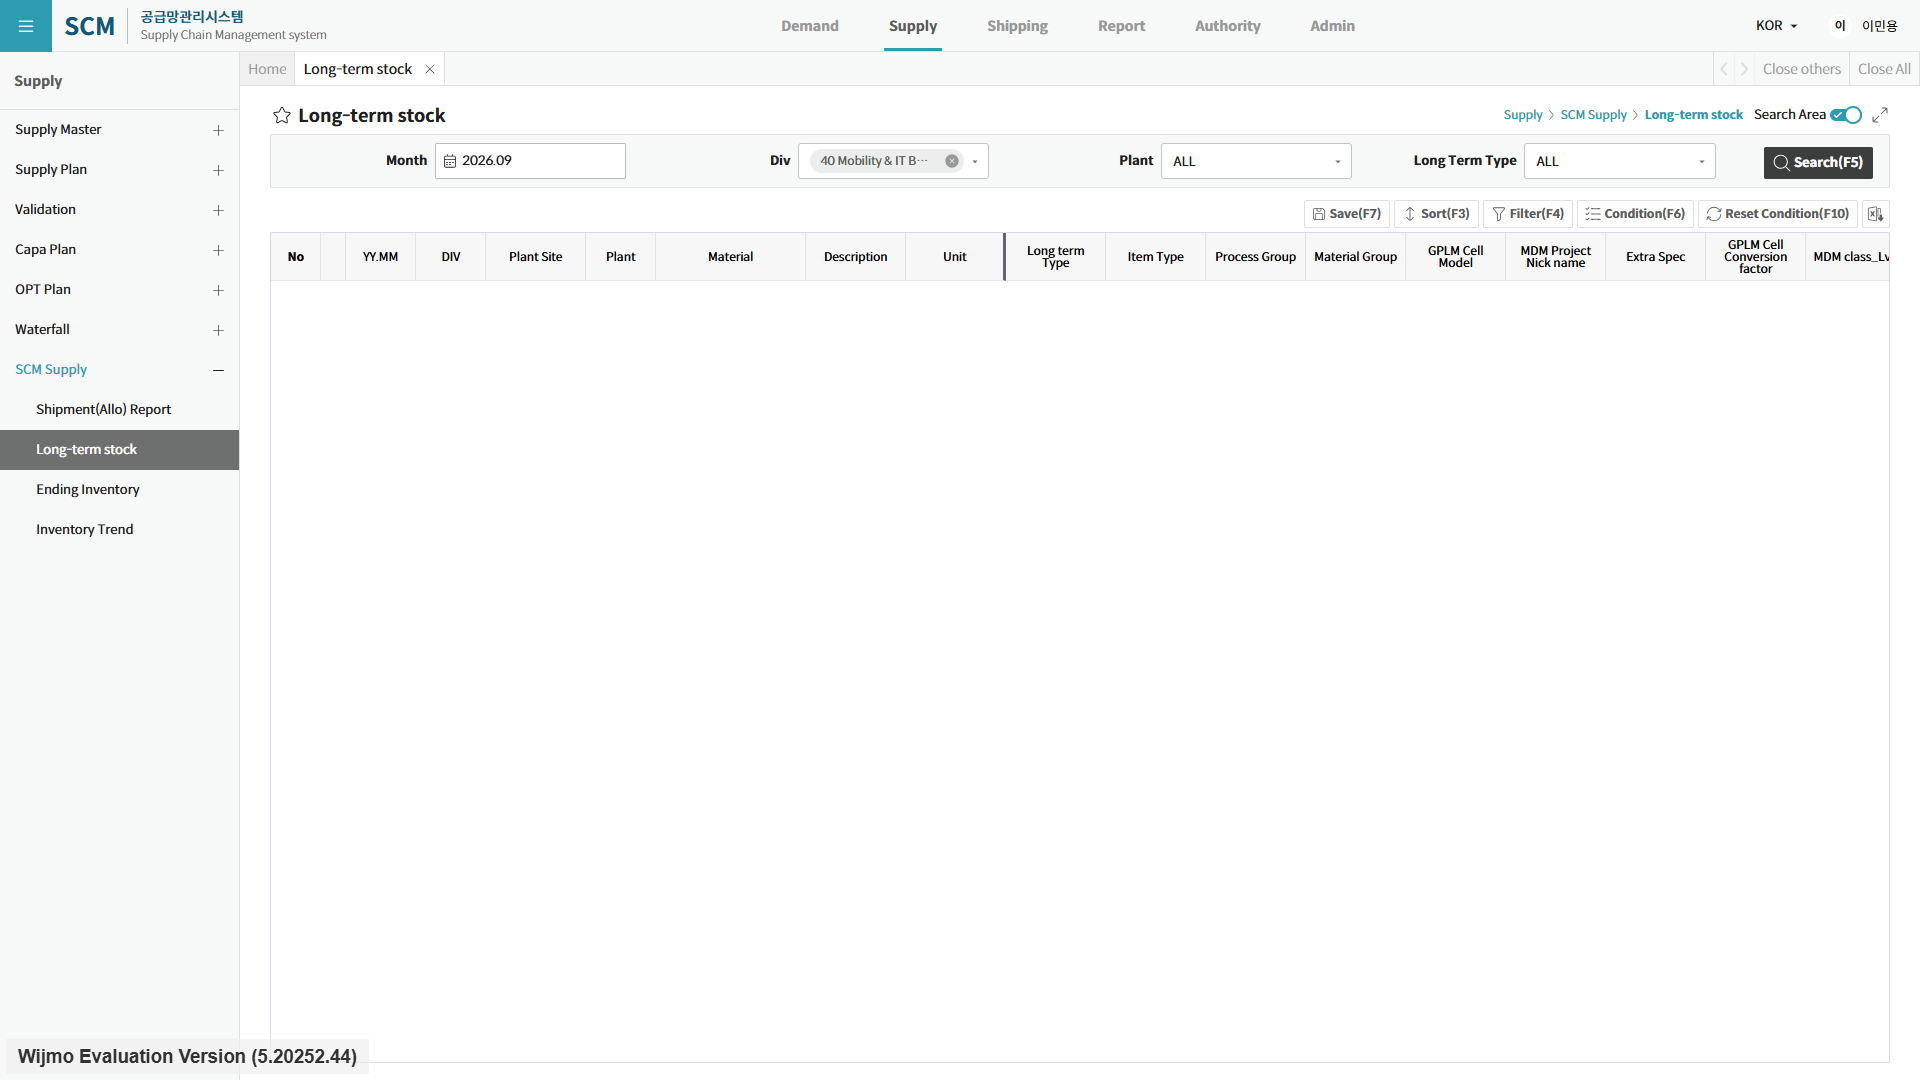 SCM
공급망관리시스템
Supply Chain Management system
Demand
Supply
Shipping
Report
Authority
Admin
KOR
이
이민용
Supply
Home
Long-term stock
Close others
Close All
Supply Master
Supply Plan
Validation
Capa Plan
OPT Plan
Waterfall
SCM Supply
Shipment(Allo) Report
Long-term stock
Ending Inventory
Inventory Trend
Long-term stock
Supply > SCM Supply > Long-term stock
Search Area
Month
2026.09
Div
40 Mobility & IT B···
Plant
ALL
Long Term Type
ALL
Search(F5)
Save(F7)
Sort(F3)
Filter(F4)
Condition(F6)
Reset Condition(F10)
No
YY.MM
DIV
Plant Site
Plant
Material
Description
Unit
Long term
Type
Item Type
Process Group
Material Group
GPLM Cell
Model
MDM Project
Nick name
Extra Spec
GPLM Cell
Conversion
factor
MDM class_Lv
Wijmo Evaluation Version (5.20252.44)